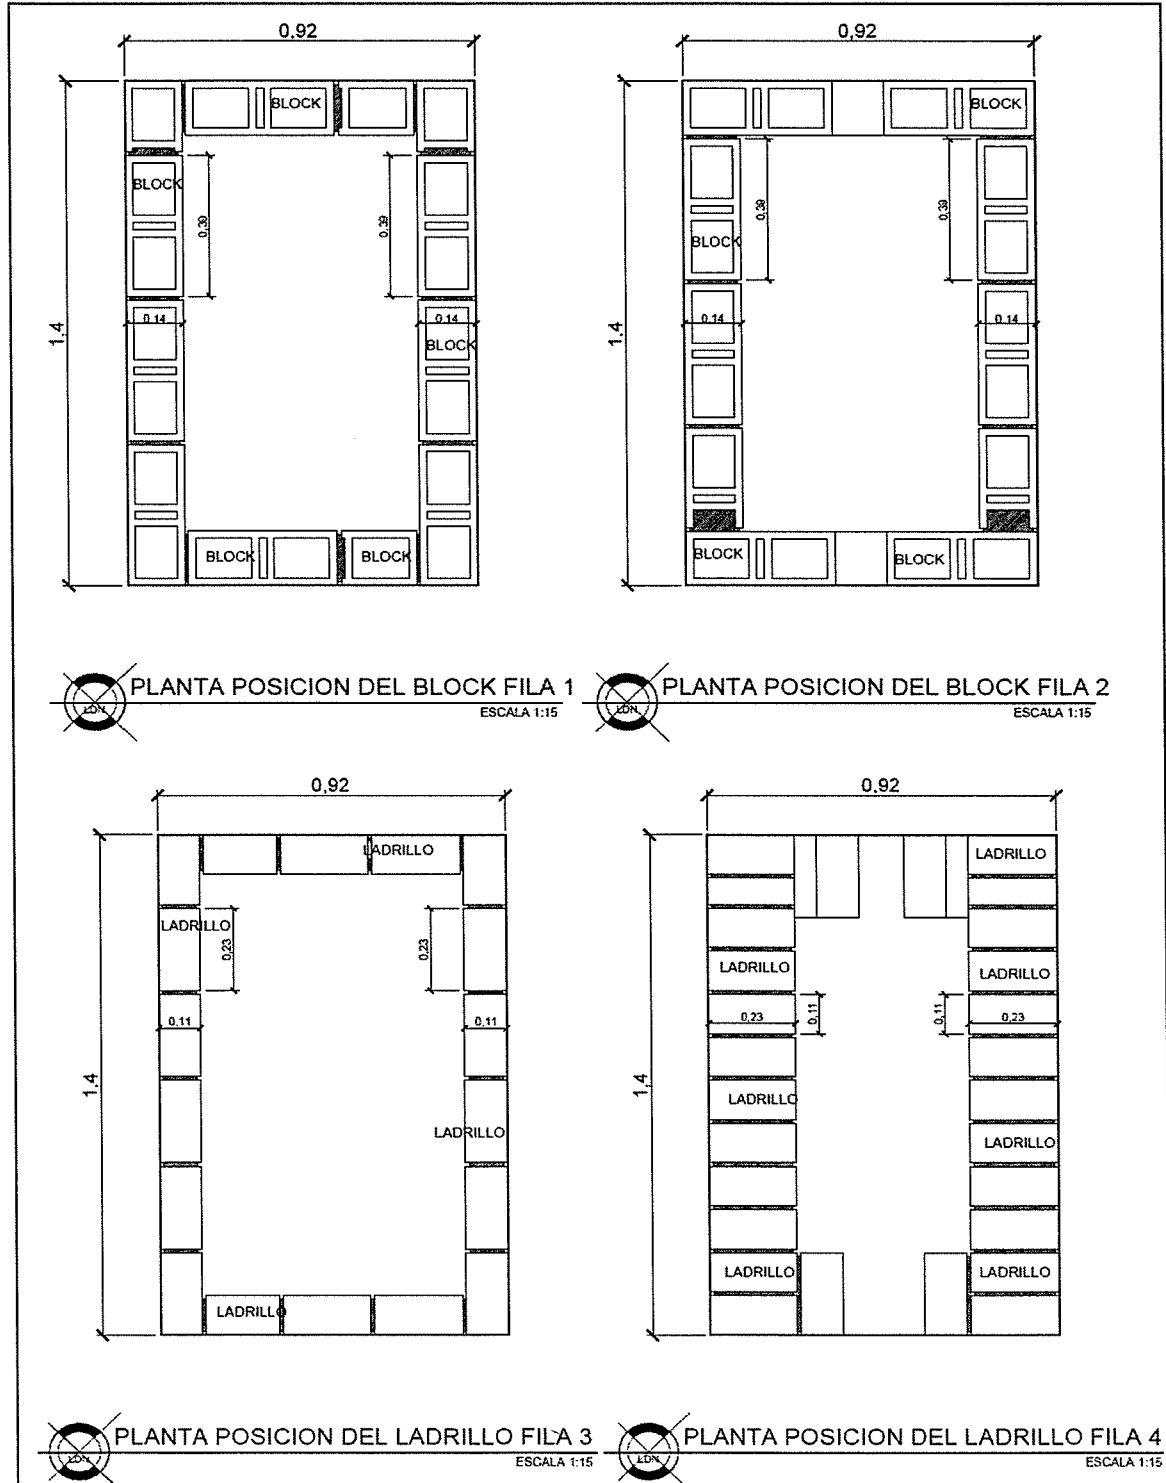 0,92
BLOCK
BLOCK
0,39
0,39
1,4
0,14
0,14
BLOCK
BLOCK
BLOCK
PLANTA POSICION DEL BLOCK FILA 1
ESCALA 1:15
LDN
0,92
BLOCK
0,39
0,39
BLOCK
1,4
0,14
0,14
BLOCK
BLOCK
PLANTA POSICION DEL BLOCK FILA 2
ESCALA 1:15
LDN
0,92
LADRILLO
LADRILLO
0,23
0,23
0,11
0,11
1,4
LADRILLO
LADRILLO
PLANTA POSICION DEL LADRILLO FILA 3
ESCALA 1:15
LDN
0,92
LADRILLO
LADRILLO
LADRILLO
0,23
0,11
0,11
0,23
1,4
LADRILLO
LADRILLO
LADRILLO
LADRILLO
PLANTA POSICION DEL LADRILLO FILA 4
ESCALA 1:15
LDN